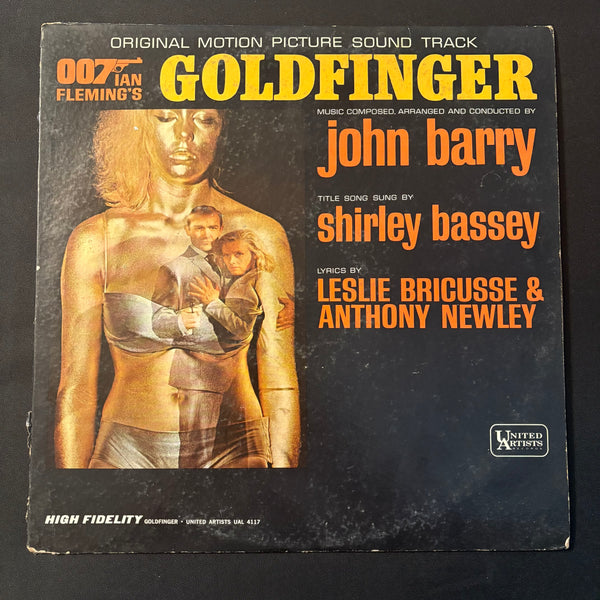 ORIGINAL MOTION PICTURE SOUND TRACK
007 IAN
FLEMING'S
GOLDFINGER
MUSIC COMPOSED, ARRANGED AND CONDUCTED BY
john barry
TITLE SONG SUNG BY
shirley bassey
LYRICS BY
LESLIE BRICUSSE &
ANTHONY NEWLEY
UNITED
ARTISTS
RECORDS
HIGH FIDELITY GOLDFINGER • UNITED ARTISTS UAL 4117